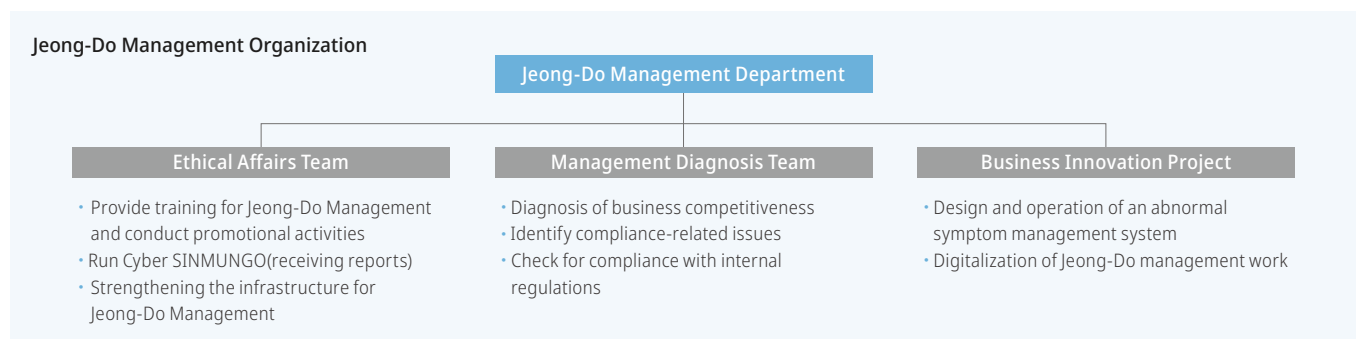 Jeong-Do Management Organization
Jeong-Do Management Department
Ethical Affairs Team
• Provide training for Jeong-Do Management
and conduct promotional activities
• Run Cyber SINMUNGO(receiving reports)
• Strengthening the infrastructure for
Jeong-Do Management
Management Diagnosis Team
• Diagnosis of business competitiveness
• Identify compliance-related issues
• Check for compliance with internal
regulations
Business Innovation Project
• Design and operation of an abnormal
symptom management system
• Digitalization of Jeong-Do management work